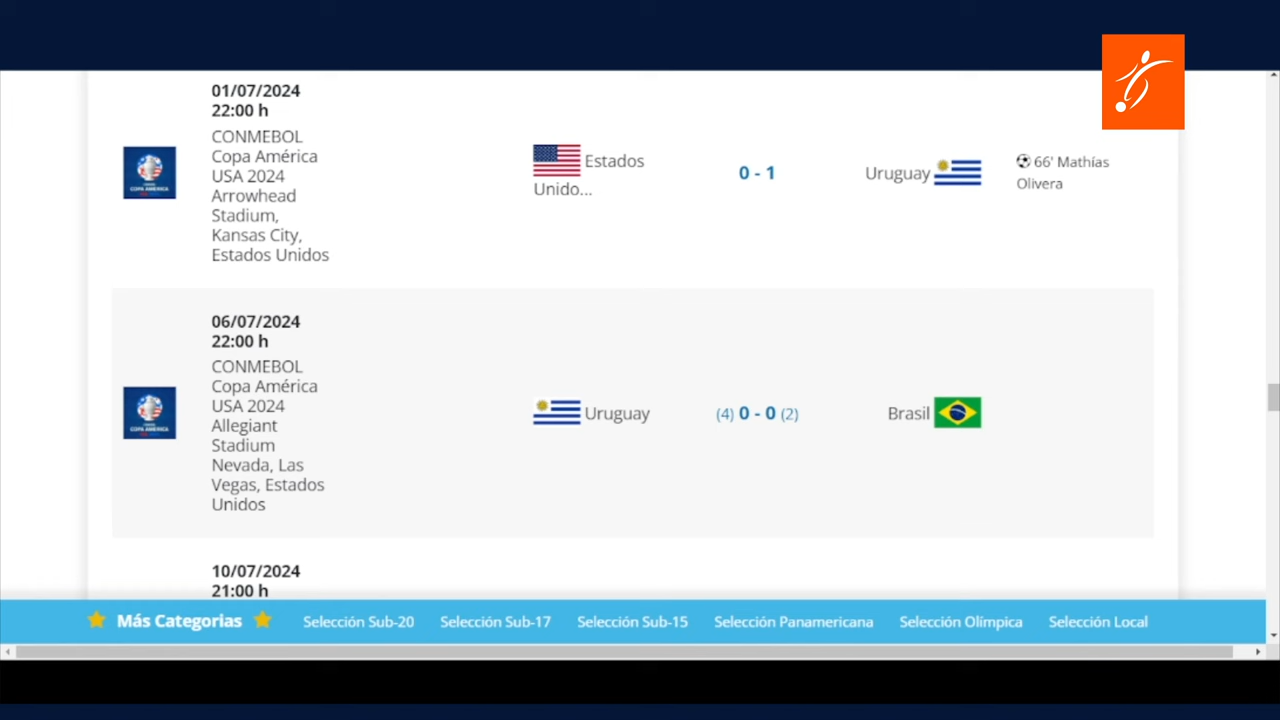 01/07/2024
22:00 h
CONMEBOL
Copa América
USA 2024
Arrowhead
Stadium,
Kansas City,
Estados Unidos
Estados
Unido...
0 - 1
Uruguay
66' Mathías
Olivera
06/07/2024
22:00 h
CONMEBOL
Copa América
USA 2024
Allegiant
Stadium
Nevada, Las
Vegas, Estados
Unidos
Uruguay
(4) 0 - 0 (2)
Brasil
10/07/2024
21:00 h
Más Categorias
Selección Sub-20
Selección Sub-17
Selección Sub-15
Selección Panamericana
Selección Olímpica
Selección Local